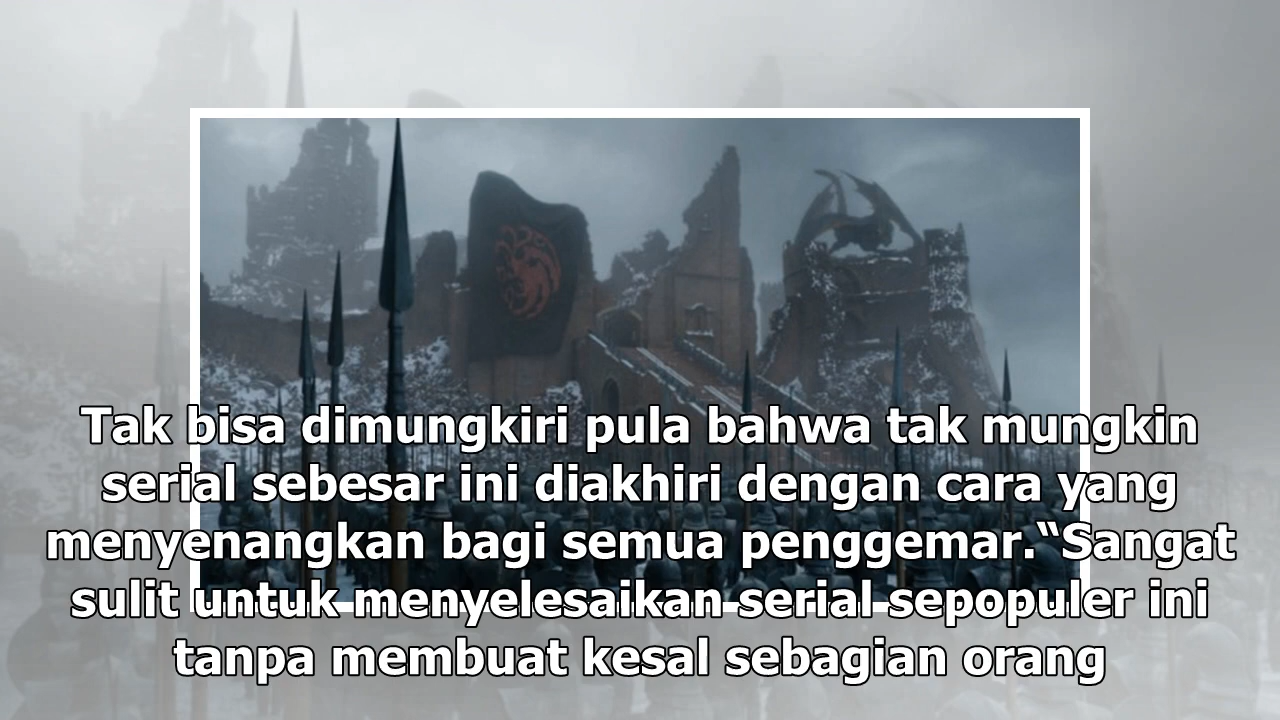 Tak bisa dimungkiri pula bahwa tak mungkin
serial sebesar ini diakhiri dengan cara yang
menyenangkan bagi semua penggemar.“Sangat
sulit untuk menyelesaikan serial sepopuler ini
tanpa membuat kesal sebagian orang